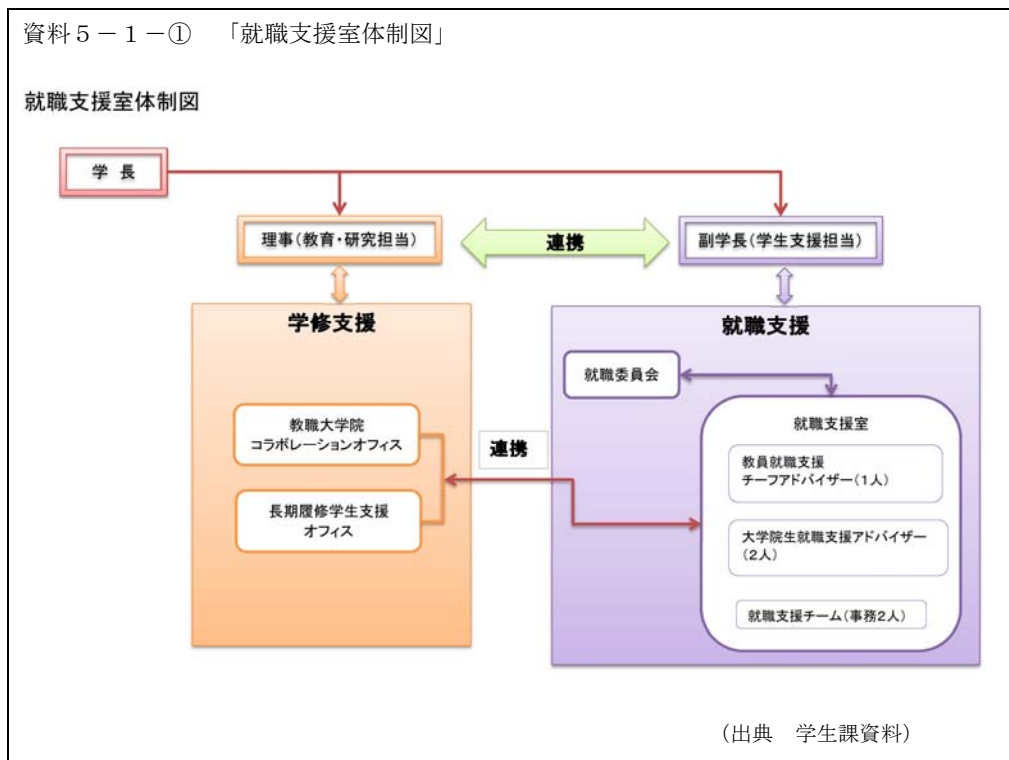 資料５－１－① 「就職支援室体制図」
就職支援室体制図
学 長
理事(教育・研究担当)
連携
副学長(学生支援担当)
学修支援
就職支援
就職委員会
教職大学院
コラボレーションオフィス
連携
長期履修学生支援
オフィス
就職支援室
教員就職支援
チーフアドバイザー(1人)
大学院生就職支援アドバイザー
(2人)
就職支援チーム(事務2人)
（出典 学生課資料）